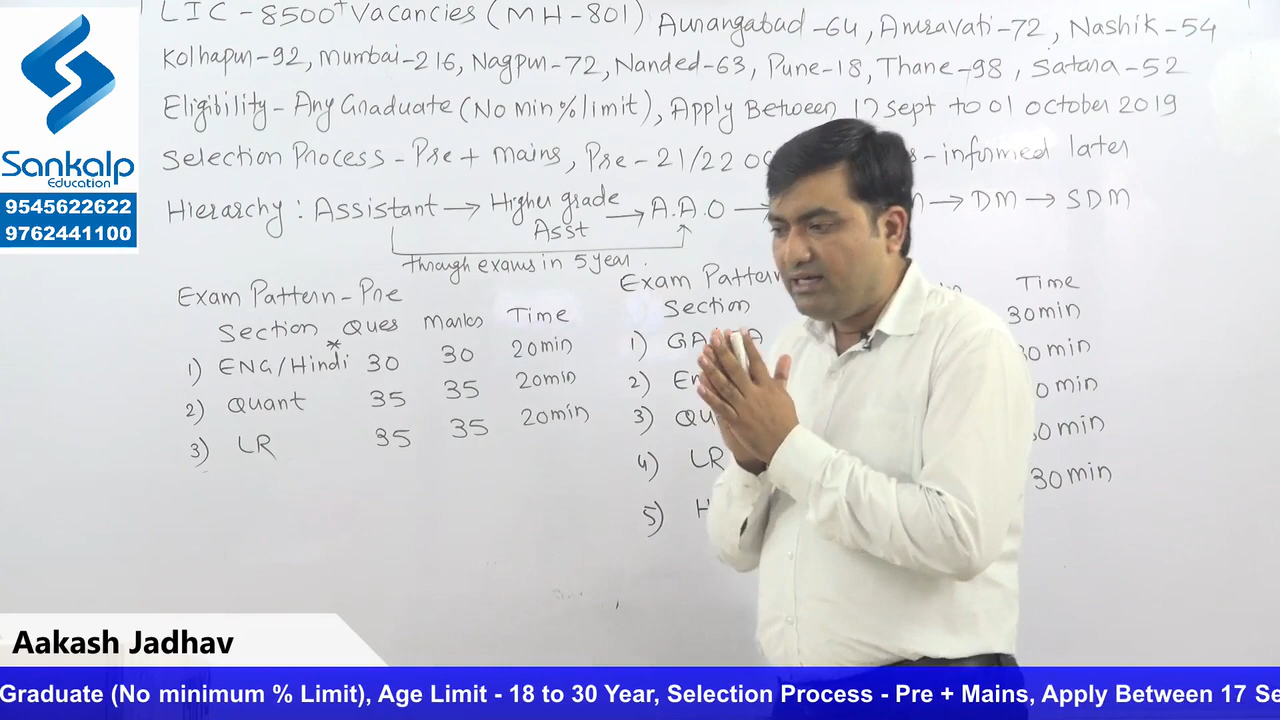 LIC - 8500+ Vacancies (MH-801) Aurangabad -64, Amravati-72, Nashik-54
Kolhapur-92, Mumbai-216, Nagpur-72, Nanded-63, Pune-18, Thane-98, Satara-52
Eligibility - Any Graduate (No Min % limit), Apply Between 17 Sept to 01 October 2019
Selection Process - Pre + Mains, Pre - 21/22 - informed later
Hierarchy : Assistant → Higher grade Asst → A.A.O → → DM → SDM
Through exams in 5 year.
Exam Pattern - Pre
Section Ques Marks Time
1) ENG/Hindi* 30 30 20min
2) Quant 35 35 20min
3) LR 35 35 20min
Exam Pattern
Section Time
1) 30min
2)
3)
4) LR
5) 30min
Sankalp
Education
9545622622
9762441100
Aakash Jadhav
Graduate (No minimum % Limit), Age Limit - 18 to 30 Year, Selection Process - Pre + Mains, Apply Between 17 Se